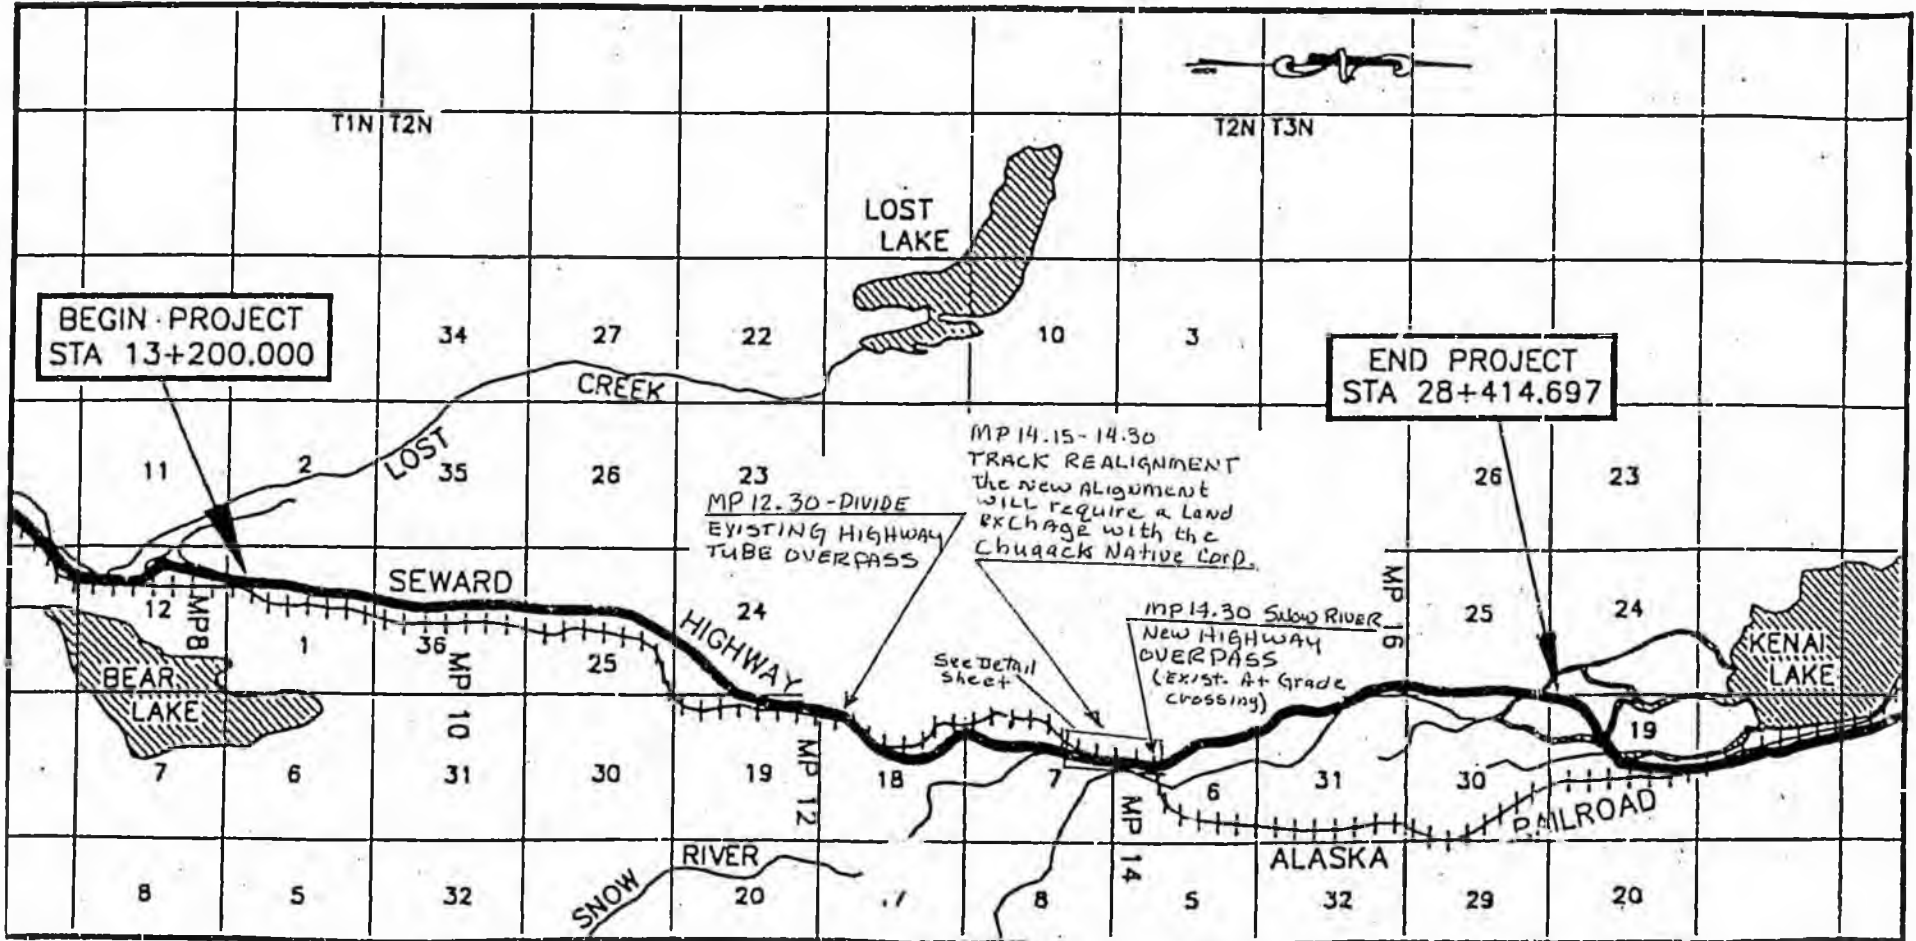 T1N T2N
T2N T3N
LOST
LAKE
BEGIN PROJECT
STA 13+200.000
34
27
22
10
3
END PROJECT
STA 28+414.697
CREEK
LOST
11
2
35
26
23
MP 14.15-14.30
TRACK REALIGNMENT
The New ALignment
WILL require a Land
exchage with the
Chugack Native Corp.
26
23
MP 12.30-DIVIDE
EXISTING HIGHWAY
TUBE OVERPASS
SEWARD
HIGHWAY
12
MP8
1
36
MP 10
25
24
See Detail
Sheet
MP 14.30 Snow RIVER
New HIGHWAY
OVERPASS
(Exist. At Grade
crossing)
MP 16
25
24
KENAI
LAKE
BEAR
LAKE
7
6
31
30
19
MP 12
18
7
MP 14
6
31
30
19
RAILROAD
ALASKA
SNOW
RIVER
8
5
32
20
8
5
32
29
20